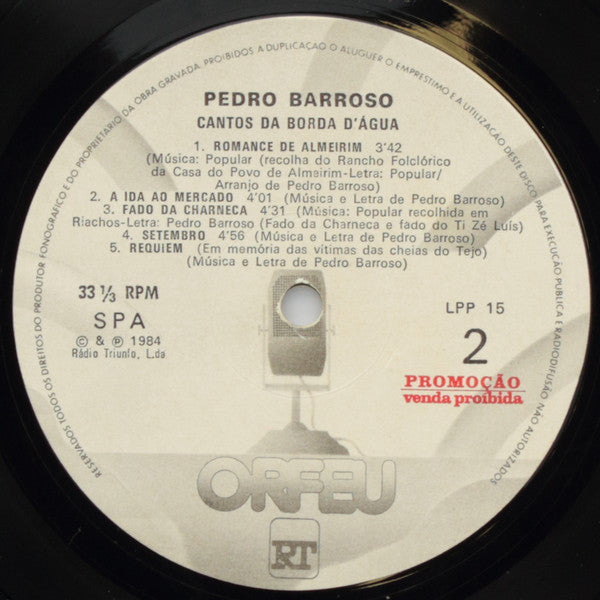 RESERVADOS TODOS OS DIREITOS DO PRODUTOR FONOGRAFICO E DO PROPRIETARIO DA OBRA GRAVADA. PROIBIDOS A DUPLICAÇAO O ALUGUER O EMPRESTIMO E A UTILIZAÇAO DESTE DISCO PARA EXECUÇÃO PUBLICA E RADIODIFUSÃO NÃO AUTORIZADOS
PEDRO BARROSO
CANTOS DA BORDA D'ÁGUA
1. ROMANCE DE ALMEIRIM 3'42
(Música: Popular (recolha do Rancho Folclórico
da Casa do Povo de Almeirim-Letra: Popular/
Arranjo de Pedro Barroso)
2. A IDA AO MERCADO 4'01 (Música e Letra de Pedro Barroso)
3. FADO DA CHARNECA 4'31 (Música: Popular recolhida em
Riachos-Letra: Pedro Barroso (Fado da Charneca e fado do Ti Zé Luís)
4. SETEMBRO 4'56 (Música e Letra de Pedro Barroso)
5. REQUIEM (Em memória das vítimas das cheias do Tejo)
(Música e Letra de Pedro Barroso)
33 1/3 RPM
SPA
© & ℗ 1984
Rádio Triunfo, L.da
LPP 15
2
PROMOÇÃO
venda proibida
ORFEU
RT